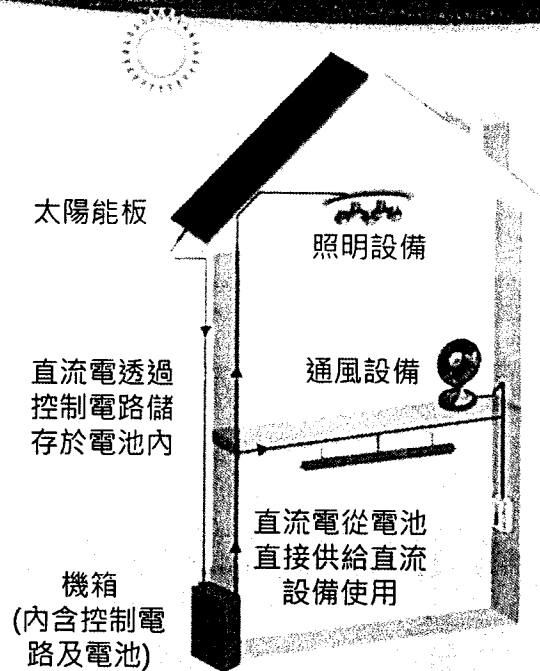 太陽能板
照明設備
直流電透過
控制電路儲
存於電池內
通風設備
直流電從電池
直接供給直流
設備使用
機箱
(內含控制電
路及電池)